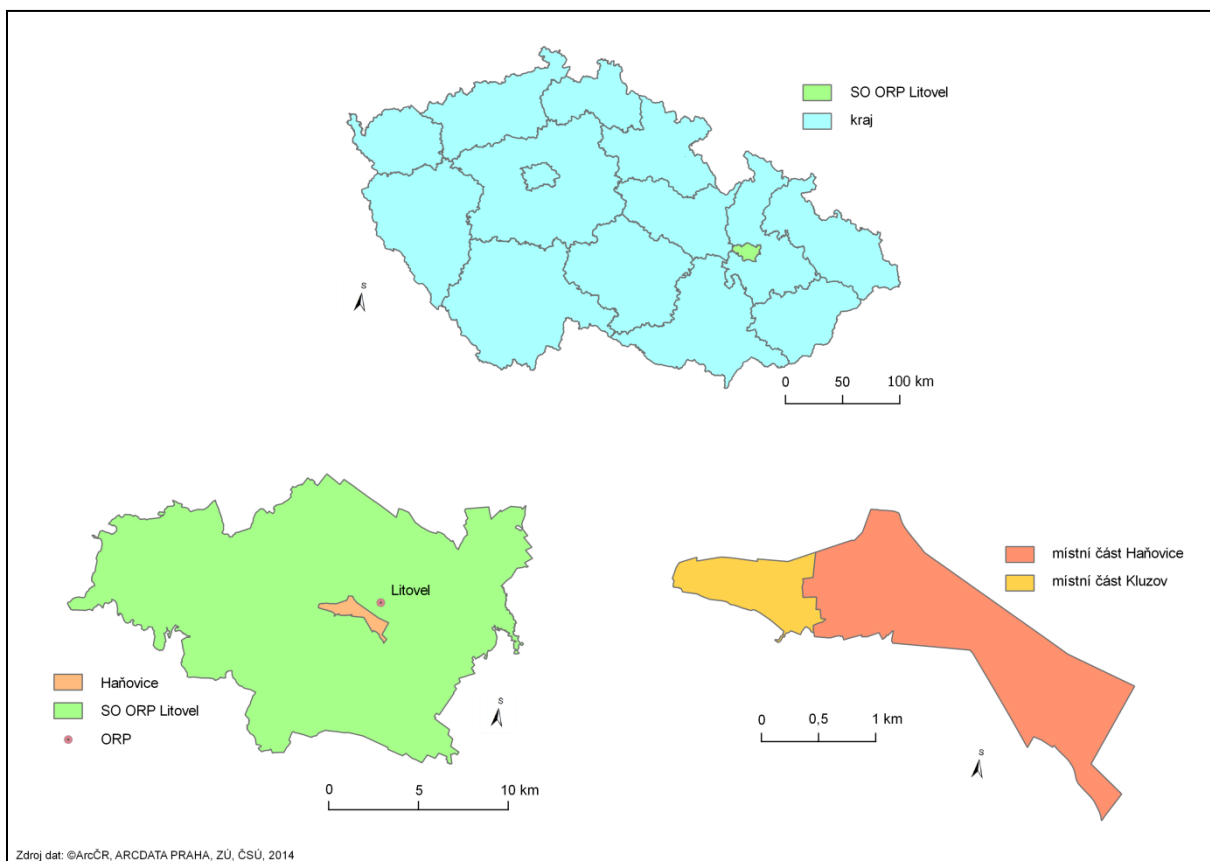 SO ORP Litovel
kraj
S
0 50 100 km
Litovel
Haňovice
SO ORP Litovel
ORP
S
0 5 10 km
místní část Haňovice
místní část Kluzov
0 0,5 1 km
S
Zdroj dat: ©ArcČR, ARCDATA PRAHA, ZÚ, ČSÚ, 2014